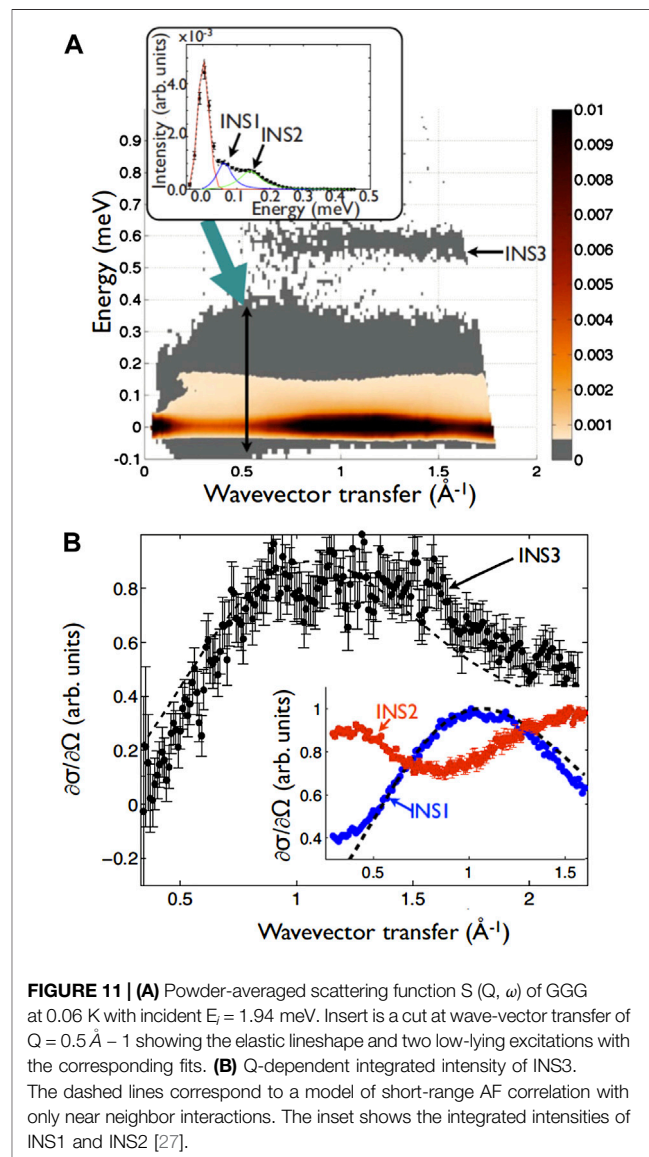 A
×10⁻³
Intensity (arb. units)
4.0
2.0
0.0
INS1
INS2
0.0 0.1 0.2 0.3 0.4 0.5
Energy (meV)
Energy (meV)
0.9
0.8
0.7
0.6
0.5
0.4
0.3
0.2
0.1
0
-0.1
INS3
0 0.5 1 1.5 2
Wavevector transfer (Å⁻¹)
0.01
0.009
0.008
0.007
0.006
0.005
0.004
0.003
0.002
0.001
0
B
∂σ/∂Ω (arb. units)
0.8
0.6
0.4
0.2
0
−0.2
INS3
∂σ/∂Ω (arb. units)
1
0.8
0.6
0.4
INS2
INS1
0.5 1 1.5
0.5 1 1.5 2
Wavevector transfer (Å⁻¹)
FIGURE 11 | (A) Powder-averaged scattering function S (Q, ω) of GGG
at 0.06 K with incident Eᵢ = 1.94 meV. Insert is a cut at wave-vector transfer of
Q = 0.5 Å − 1 showing the elastic lineshape and two low-lying excitations with
the corresponding fits. (B) Q-dependent integrated intensity of INS3.
The dashed lines correspond to a model of short-range AF correlation with
only near neighbor interactions. The inset shows the integrated intensities of
INS1 and INS2 [27].